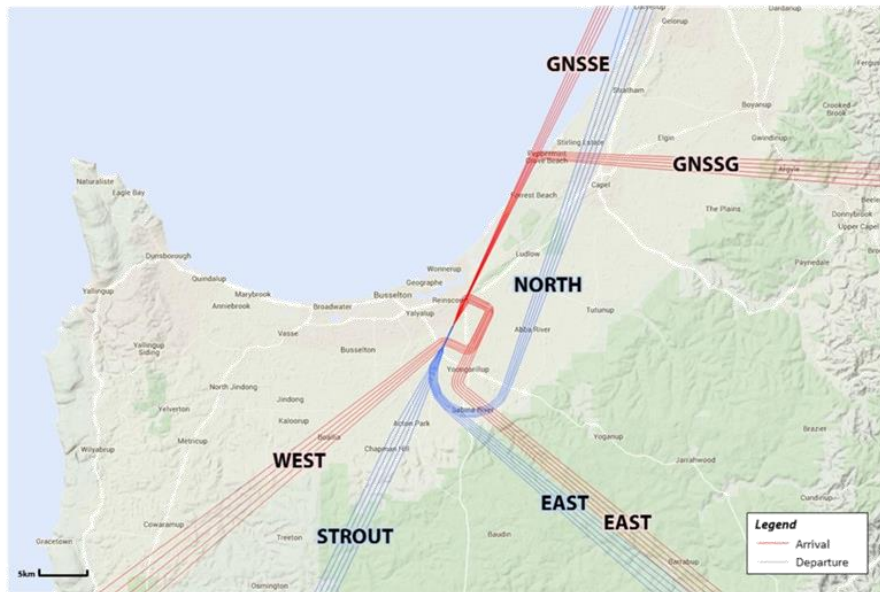 Dardanup
Gelorup
GNSSE
Stratham
Boyanup
Crooked
Brook
Elgin
Gwindinup
Stirling Estate
Peppermint
Grove Beach
GNSSG
Argyle
Naturaliste
Eagle Bay
Capel
Forrest Beach
The Plains
Donnybrook
Upper Capel
Dunsborough
Wonnerup
Ludlow
Paynedale
Yallingup
Quindalup
Marybrook
Geographe
Busselton
Reinscourt
NORTH
Anniebrook
Broadwater
Yalyalup
Tutunup
Vasse
Abba River
Yallingup
Siding
Busselton
North Jindong
Yoongarillup
Jindong
Yelverton
Kaloorup
Sabina River
Acton Park
Brazier
Metricup
Boallia
Yoganup
Wilyabrup
Chapman Hill
Jarrahwood
WEST
EAST
Cundinup
Cowaramup
EAST
Legend
Gracetown
Treeton
STROUT
Baudin
Arrival
5km
Barrabup
Departure
Osmington